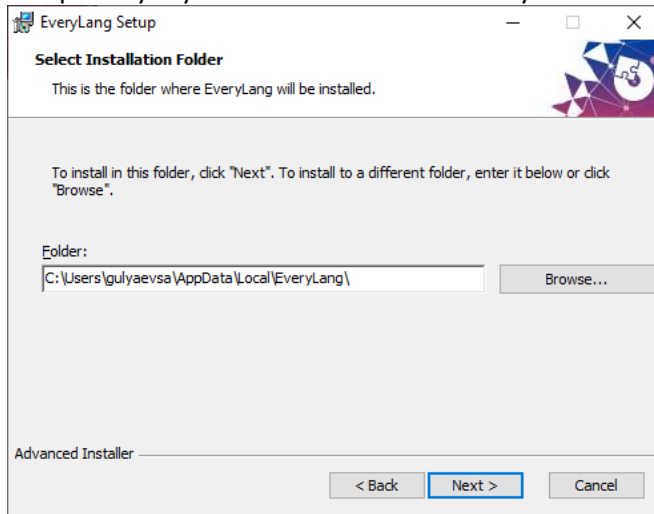 EveryLang Setup
Select Installation Folder
This is the folder where EveryLang will be installed.
To install in this folder, click "Next". To install to a different folder, enter it below or click
"Browse".
Folder:
C:\Users\gulyaevsa\AppData\Local\EveryLang\
Browse...
Advanced Installer
< Back
Next >
Cancel